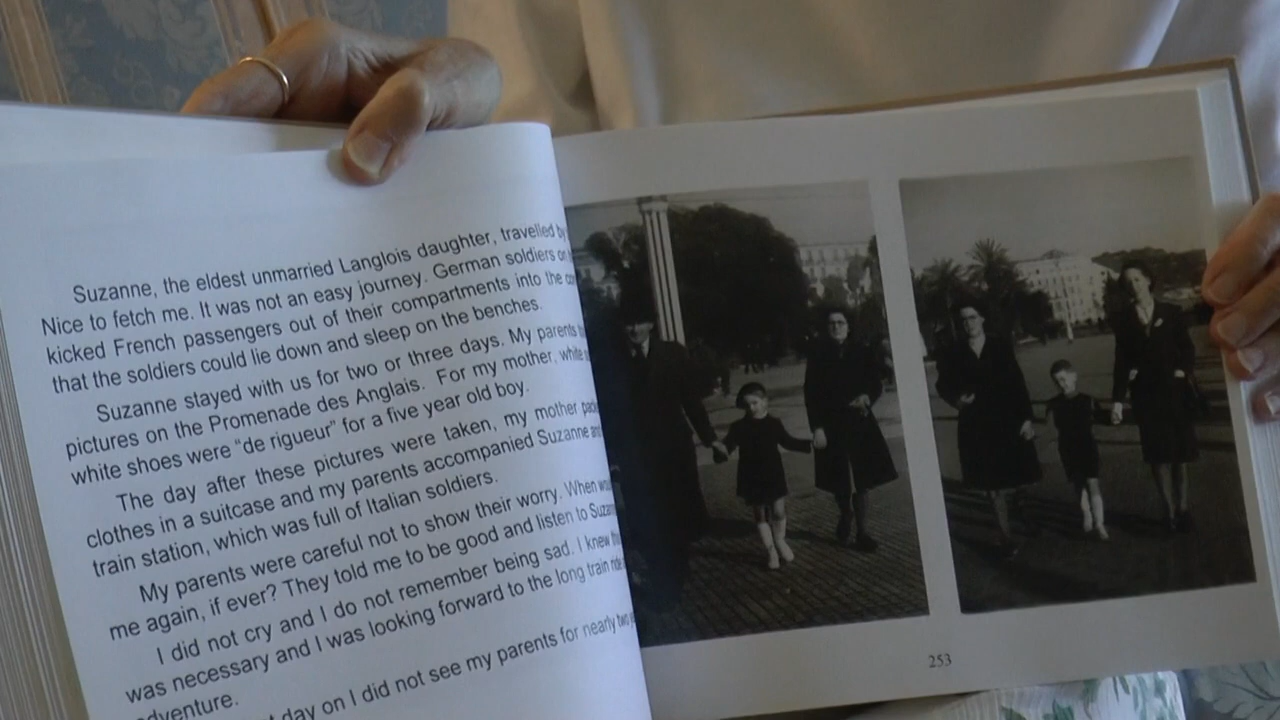 Suzanne, the eldest unmarried Langlois daughter, travelled by
Nice to fetch me. It was not an easy journey. German soldiers on
kicked French passengers out of their compartments into the
that the soldiers could lie down and sleep on the benches.
Suzanne stayed with us for two or three days. My parents
pictures on the Promenade des Anglais. For my mother, white
white shoes were "de rigueur" for a five year old boy.
The day after these pictures were taken, my mother
clothes in a suitcase and my parents accompanied Suzanne
train station, which was full of Italian soldiers.
My parents were careful not to show their worry. When
me again, if ever? They told me to be good and listen to
I did not cry and I do not remember being sad. I knew
was necessary and I was looking forward to the long train ride
adventure.
day on I did not see my parents for nearly two
253